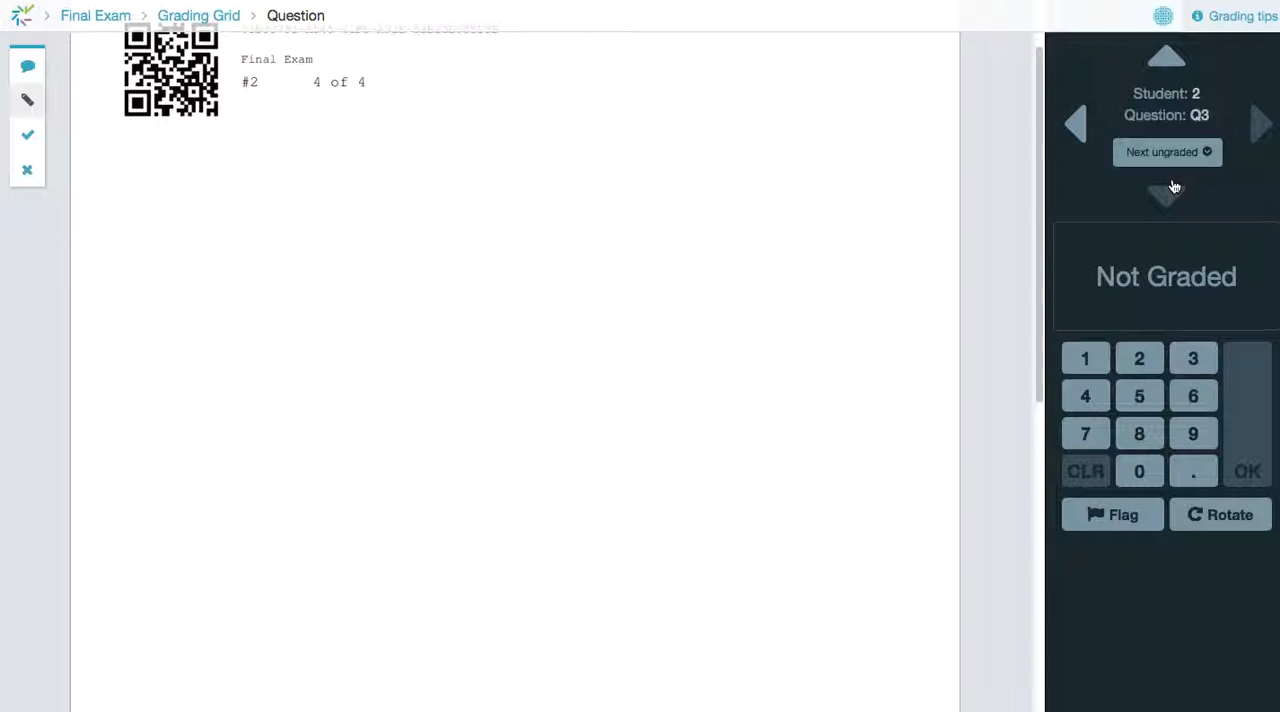 Final Exam > Grading Grid > Question
Grading tips
Final Exam
#2 4 of 4
Student: 2
Question: Q3
Next ungraded
Not Graded
1 2 3
4 5 6
7 8 9
CLR 0 . OK
Flag Rotate